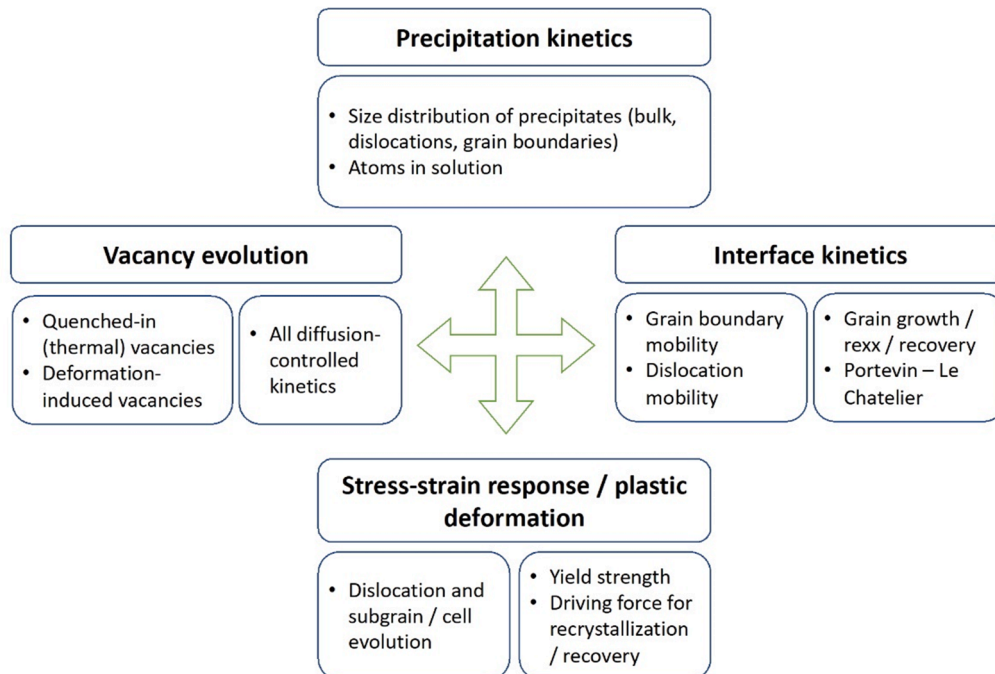 Precipitation kinetics
• Size distribution of precipitates (bulk,
dislocations, grain boundaries)
• Atoms in solution
Vacancy evolution
• Quenched-in
(thermal) vacancies
• Deformation-
induced vacancies
• All diffusion-
controlled
kinetics
Interface kinetics
• Grain boundary
mobility
• Dislocation
mobility
• Grain growth /
rexx / recovery
• Portevin – Le
Chatelier
Stress-strain response / plastic
deformation
• Dislocation and
subgrain / cell
evolution
• Yield strength
• Driving force for
recrystallization
/ recovery